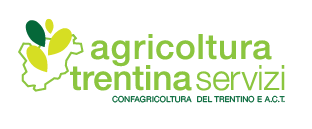 agricoltura
trentina servizi
CONFAGRICOLTURA DEL TRENTINO E A.C.T.